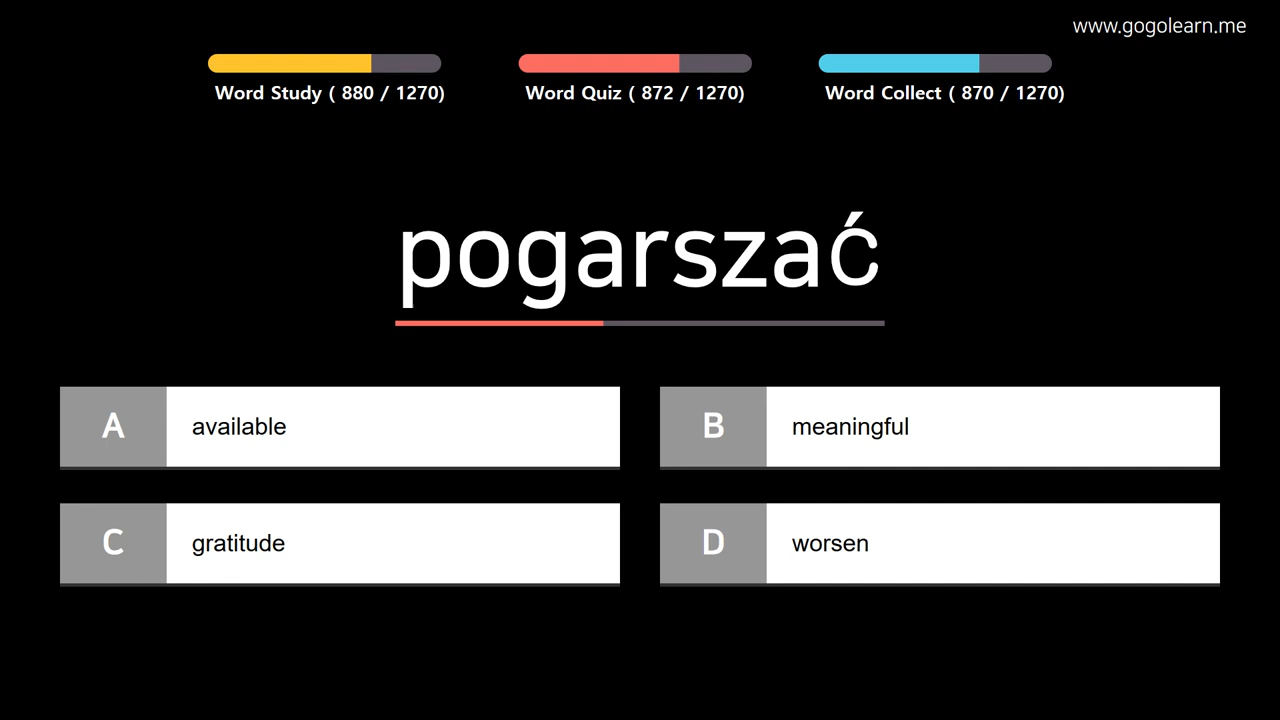 www.gogolearn.me
Word Study ( 880 / 1270)
Word Quiz ( 872 / 1270)
Word Collect ( 870 / 1270)
pogarszać
A
available
B
meaningful
C
gratitude
D
worsen